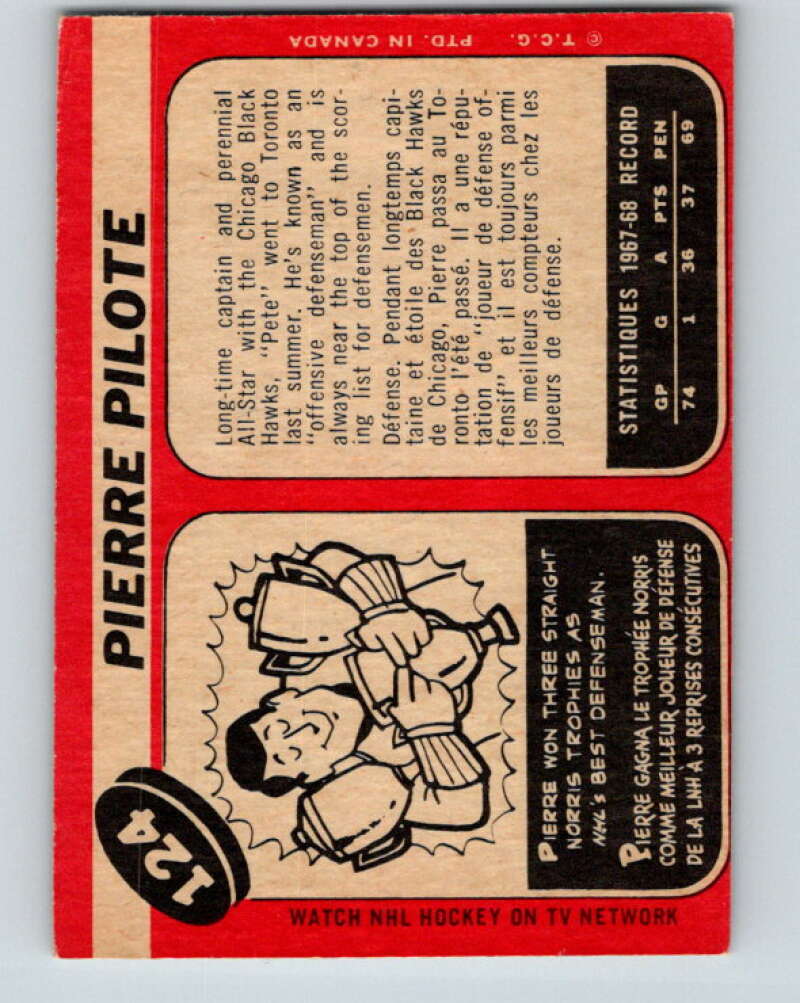 124
PIERRE PILOTE
WATCH NHL HOCKEY ON TV NETWORK
PIERRE WON THREE STRAIGHT
NORRIS TROPHIES AS
NHL's BEST DEFENSEMAN.
PIERRE GAGNA LE TROPHÉE NORRIS
COMME MEILLEUR JOUEUR DE DÉFENSE
DE LA LNH À 3 REPRISES CONSÉCUTIVES
Long-time captain and perennial
All-Star with the Chicago Black
Hawks, "Pete" went to Toronto
last summer. He's known as an
"offensive defenseman" and is
always near the top of the scor-
ing list for defensemen.
Défense. Pendant longtemps capi-
taine et étoile des Black Hawks
de Chicago, Pierre passa au To-
ronto l'été passé. Il a une répu-
tation de "joueur de défense of-
fensif" et il est toujours parmi
les meilleurs compteurs chez les
joueurs de défense.
STATISTIQUES 1967-68 RECORD
GP G A PTS PEN
74 1 36 37 69
© T.C.G. PTD. IN CANADA